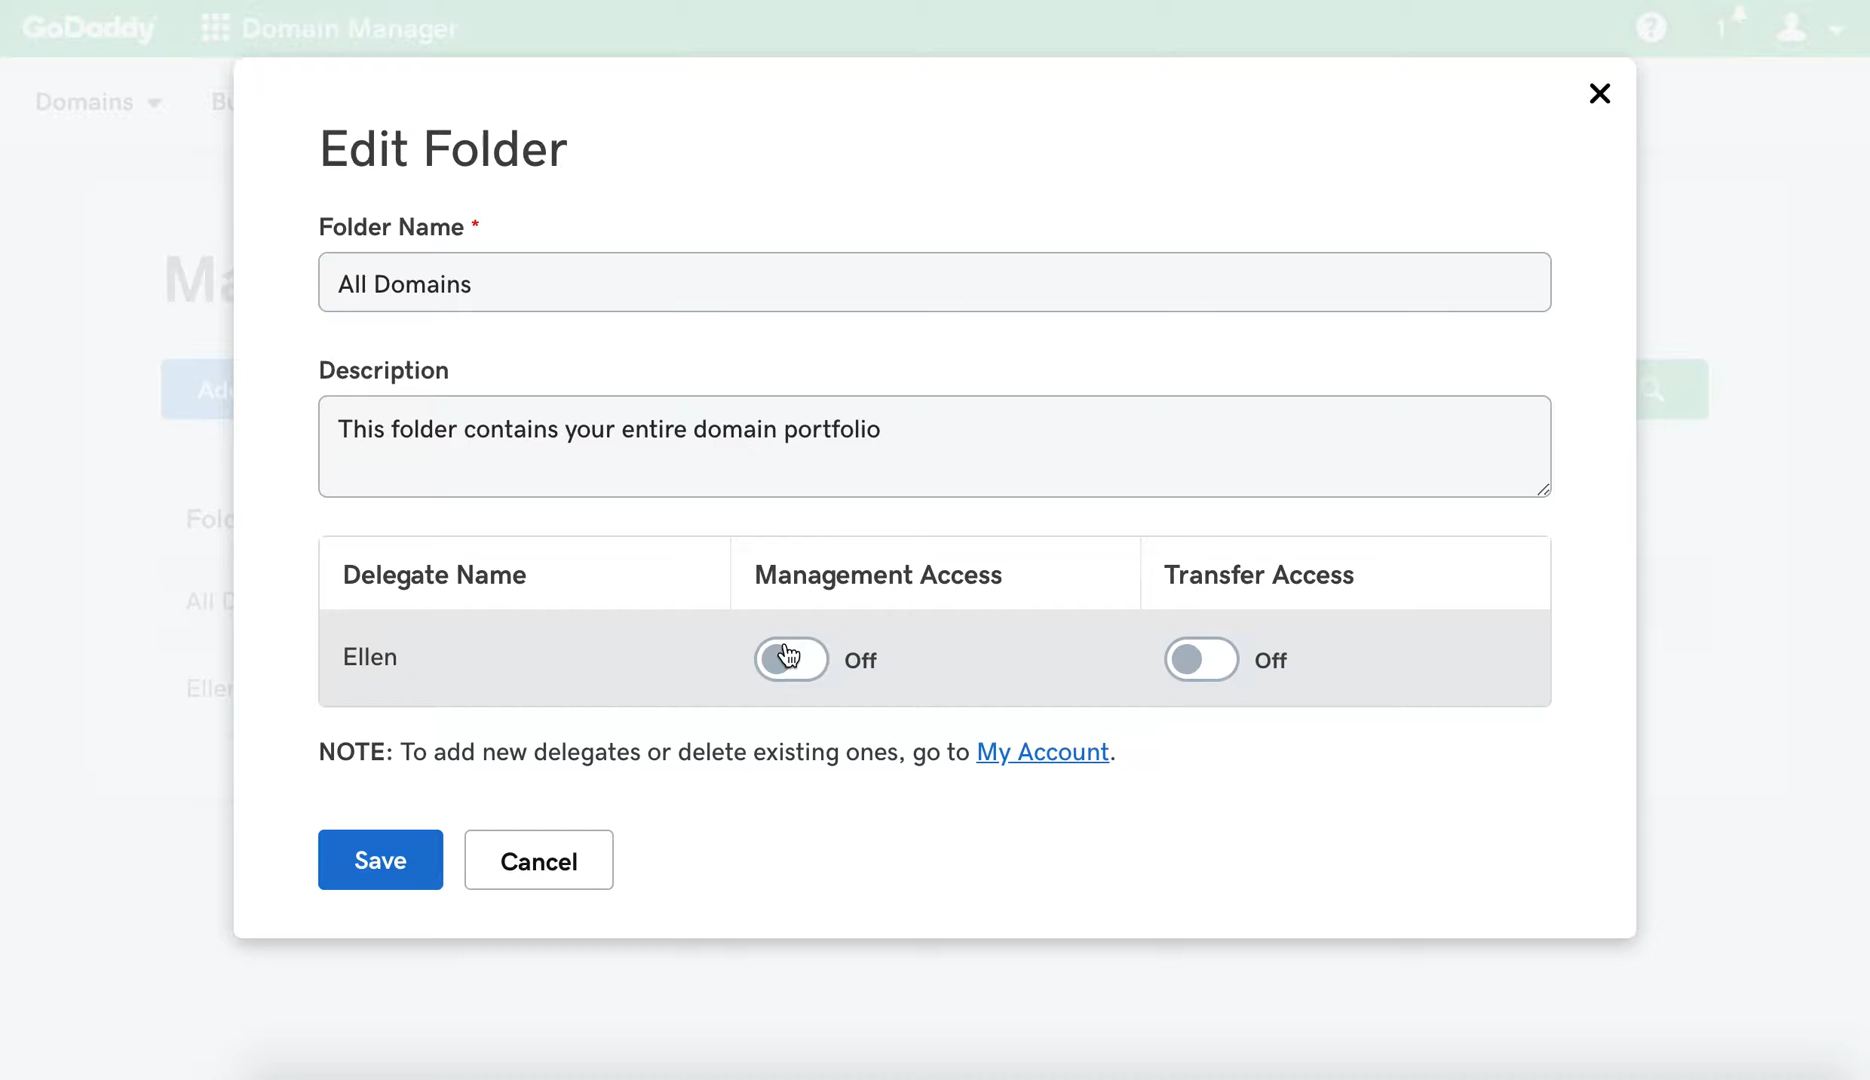 GoDaddy Domain Manager
Domains
Edit Folder
Folder Name *
All Domains
Description
This folder contains your entire domain portfolio
Delegate Name Management Access Transfer Access
Ellen Off Off
NOTE: To add new delegates or delete existing ones, go to My Account.
Save Cancel